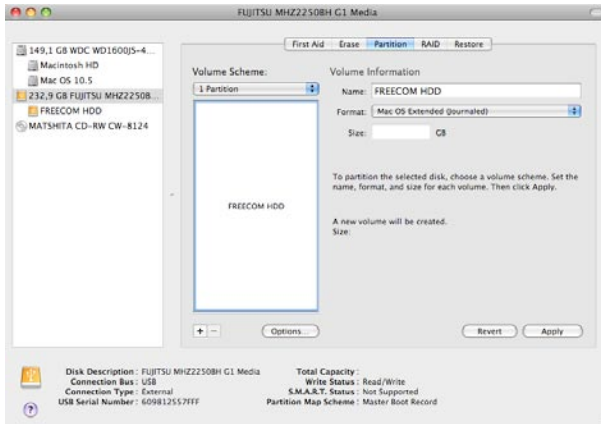 FUJITSU MHZ2250BH G1 Media
149,1 GB WDC WD1600JS-4...
Macintosh HD
Mac OS 10.5
232,9 GB FUJITSU MHZ2250B...
FREECOM HDD
MATSHITA CD-RW CW-8124
First Aid Erase Partition RAID Restore
Volume Scheme:
1 Partition
FREECOM HDD
+ −
Options...
Volume Information
Name: FREECOM HDD
Format: Mac OS Extended (Journaled)
Size: GB
To partition the selected disk, choose a volume scheme. Set the
name, format, and size for each volume. Then click Apply.
A new volume will be created.
Size:
Revert Apply
Disk Description : FUJITSU MHZ2250BH G1 Media
Connection Bus : USB
Connection Type : External
USB Serial Number : 609812557FFF
Total Capacity :
Write Status : Read/Write
S.M.A.R.T. Status : Not Supported
Partition Map Scheme : Master Boot Record
?